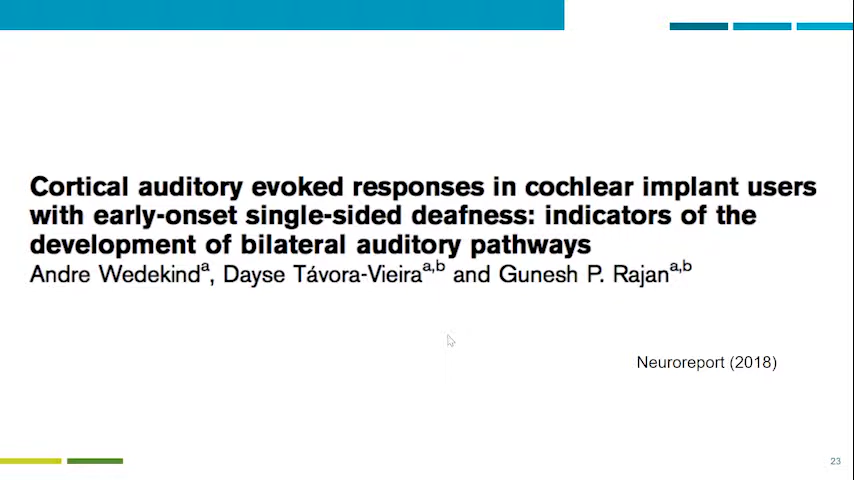 Cortical auditory evoked responses in cochlear implant users
with early-onset single-sided deafness: indicators of the
development of bilateral auditory pathways
Andre Wedekindᵃ, Dayse Távora-Vieiraᵃ,ᵇ and Gunesh P. Rajanᵃ,ᵇ
Neuroreport (2018)
23